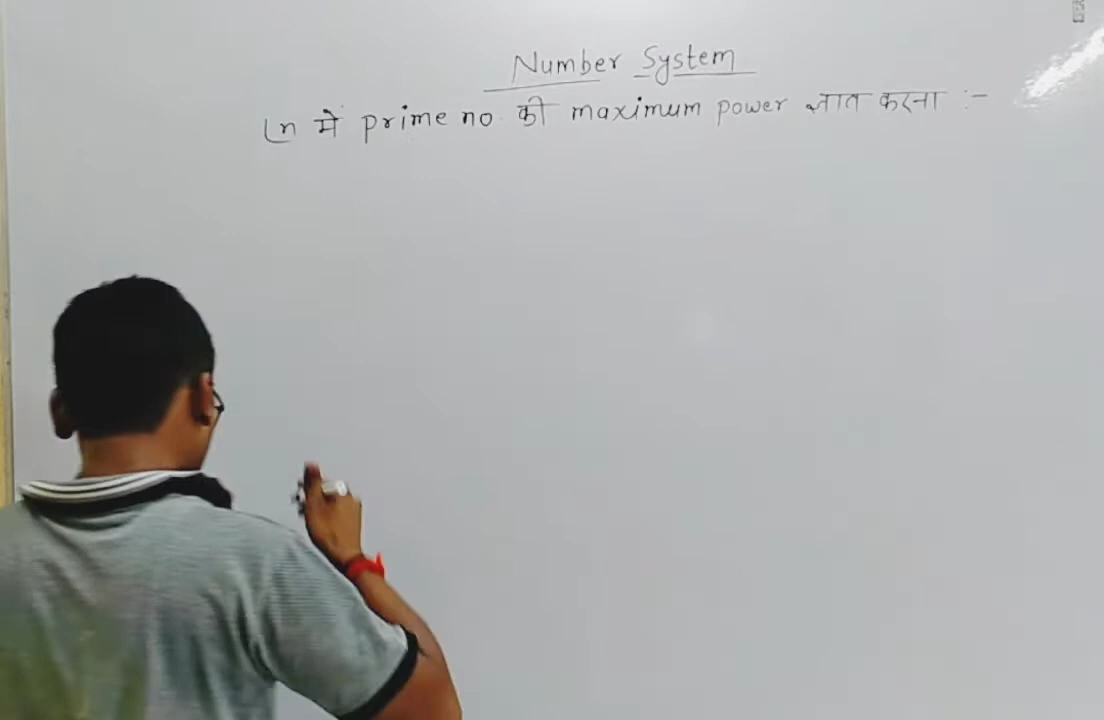 Number System
⌊n में prime no. की maximum power ज्ञात करना :-